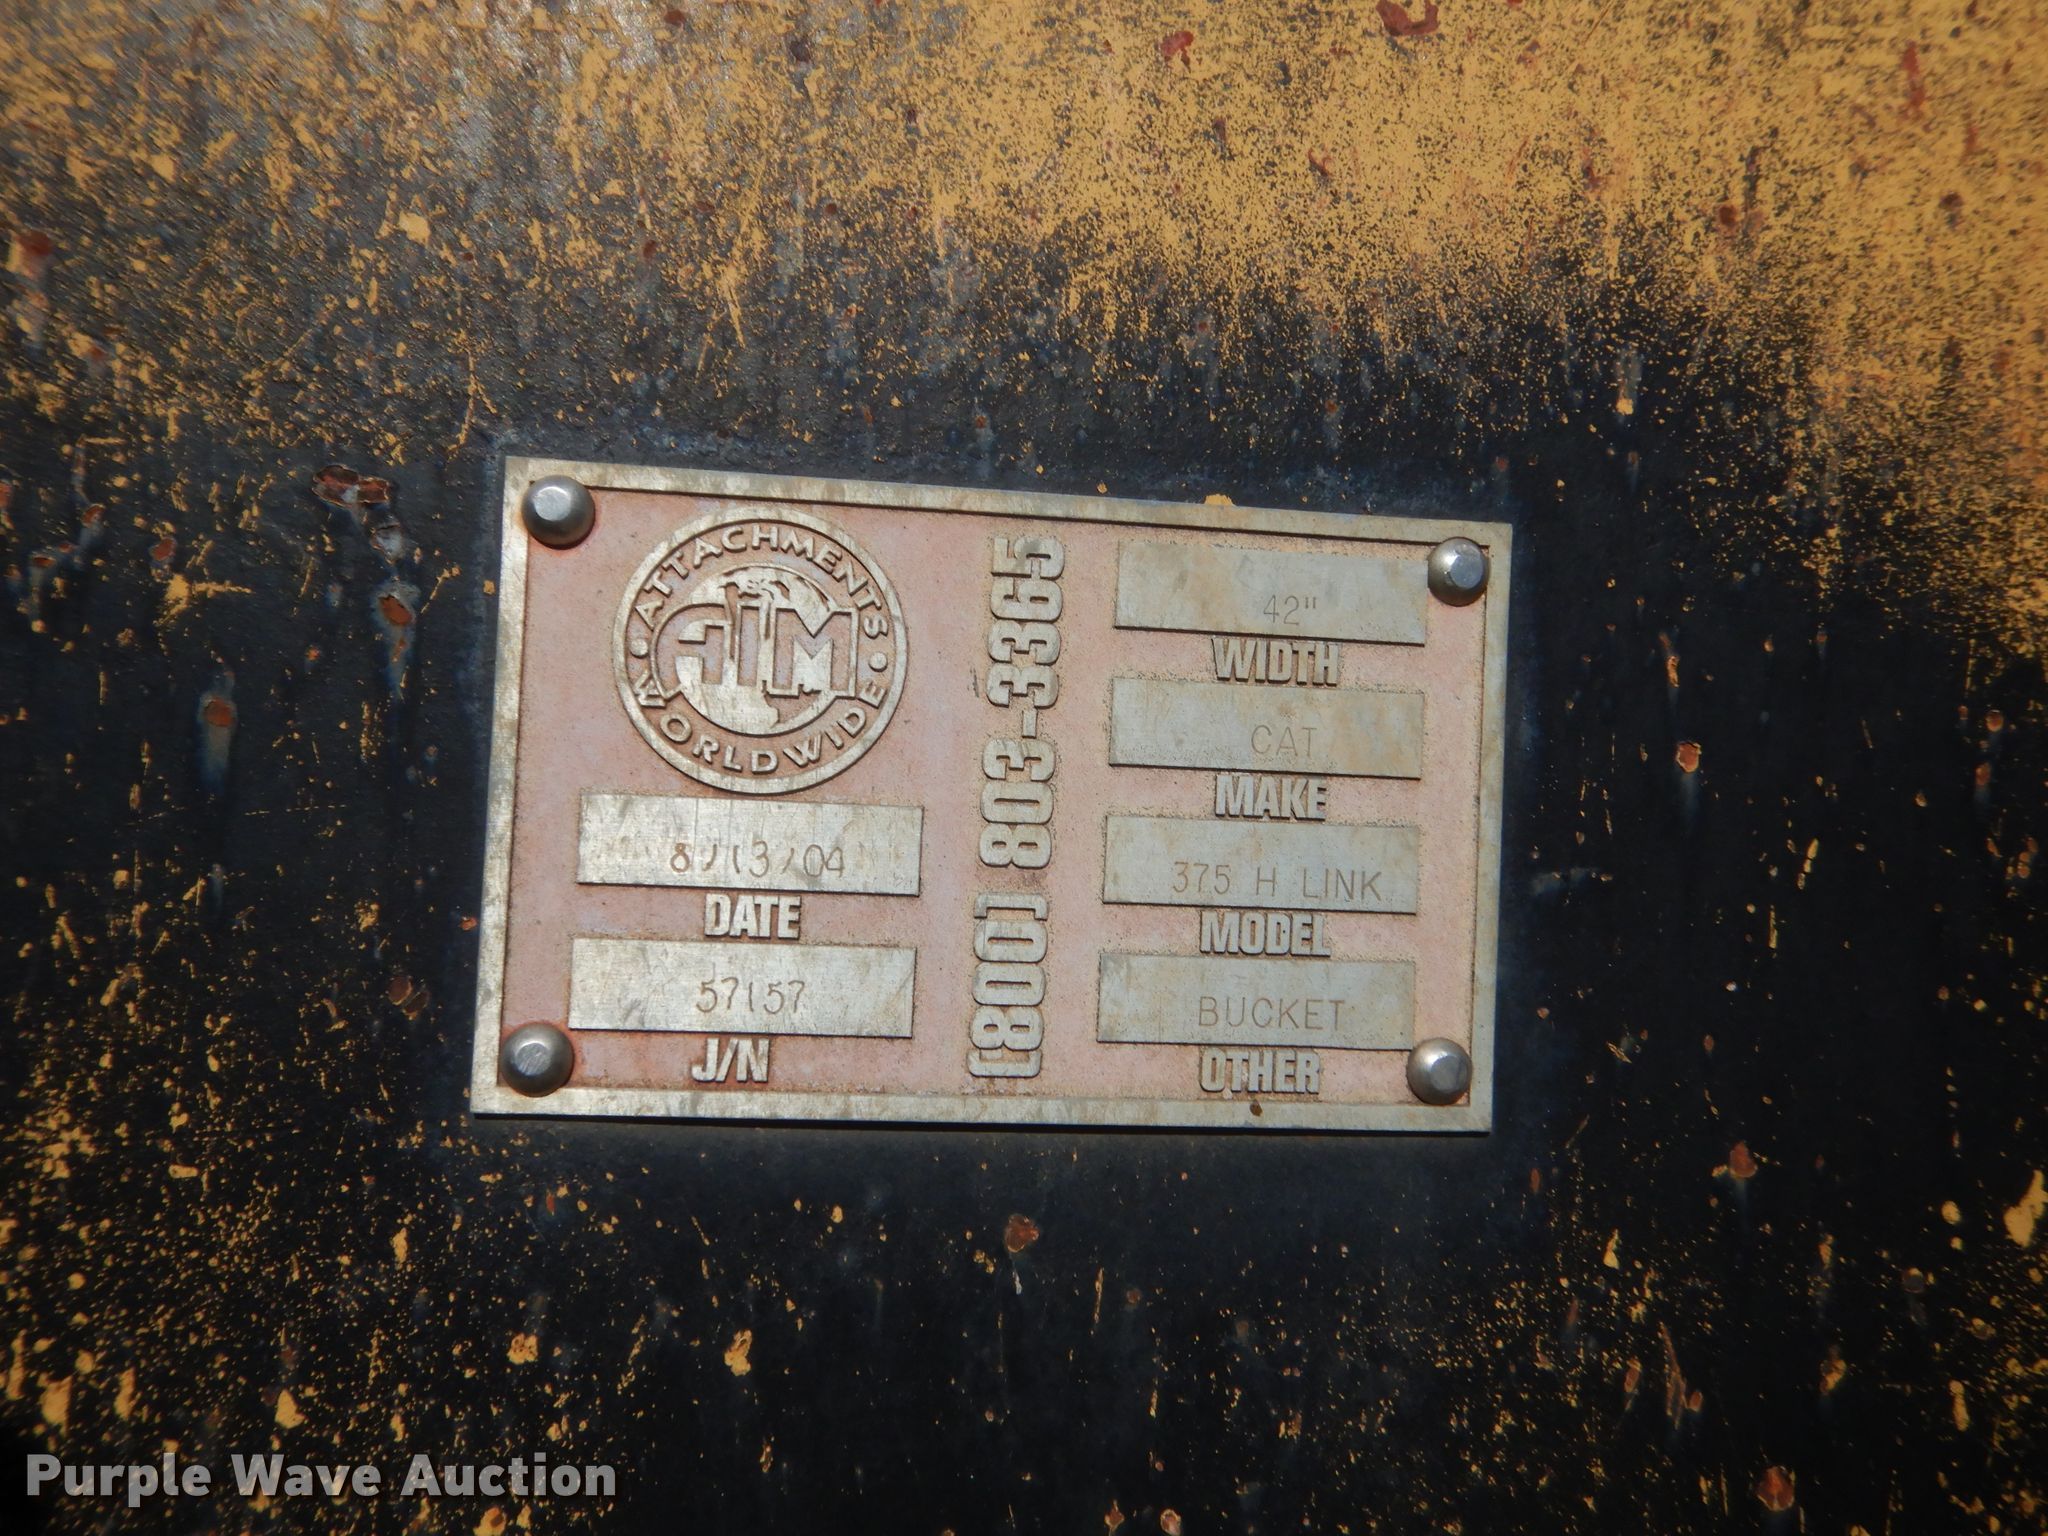 ATTACHMENTS
AIM
WORLDWIDE
8/13/04
DATE
57157
J/N
(800) 803-3365
42"
WIDTH
CAT
MAKE
375 H LINK
MODEL
BUCKET
OTHER
Purple Wave Auction